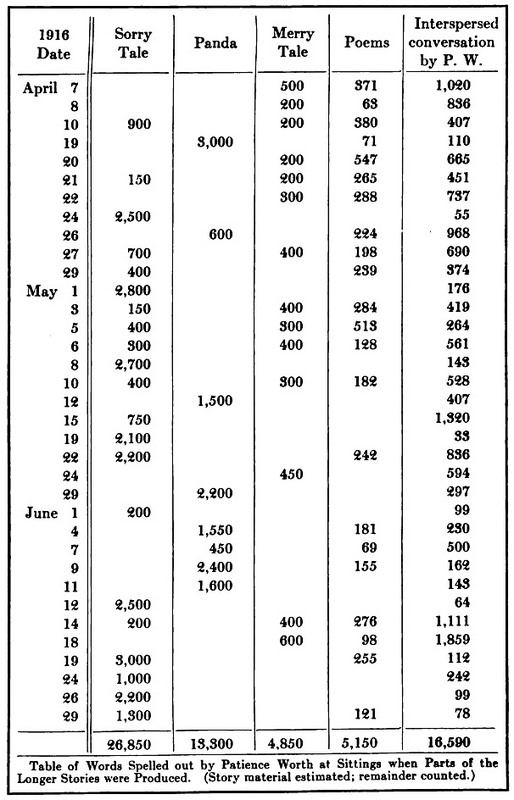 1916 Date Sorry Tale Panda Merry Tale Poems Interspersed conversation by P. W.
April 7 500 371 1,020
8 200 63 836
10 900 200 380 407
19 3,000 71 110
20 200 547 665
21 150 200 265 451
22 300 288 737
24 2,500 55
26 600 224 968
27 700 400 198 690
29 400 239 374
May 1 2,800 176
3 150 400 284 419
5 400 300 513 264
6 300 400 128 561
8 2,700 143
10 400 300 182 528
12 1,500 407
15 750 1,320
19 2,100 33
22 2,200 242 836
24 450 594
29 2,200 297
June 1 200 99
4 1,550 181 230
7 450 69 500
9 2,400 155 162
11 1,600 143
12 2,500 64
14 200 400 276 1,111
18 600 98 1,859
19 3,000 255 112
24 1,000 242
26 2,200 99
29 1,300 121 78
26,850 13,300 4,850 5,150 16,590
Table of Words Spelled out by Patience Worth at Sittings when Parts of the
Longer Stories were Produced. (Story material estimated; remainder counted.)